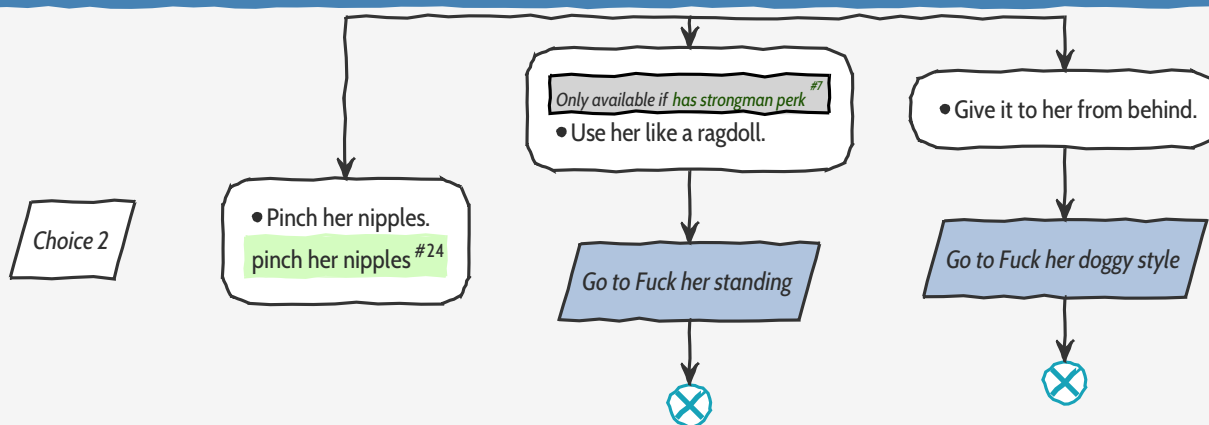 Only available if has strongman perk #7
• Use her like a ragdoll.
• Give it to her from behind.
Choice 2
• Pinch her nipples.
pinch her nipples #24
Go to Fuck her standing
Go to Fuck her doggy style